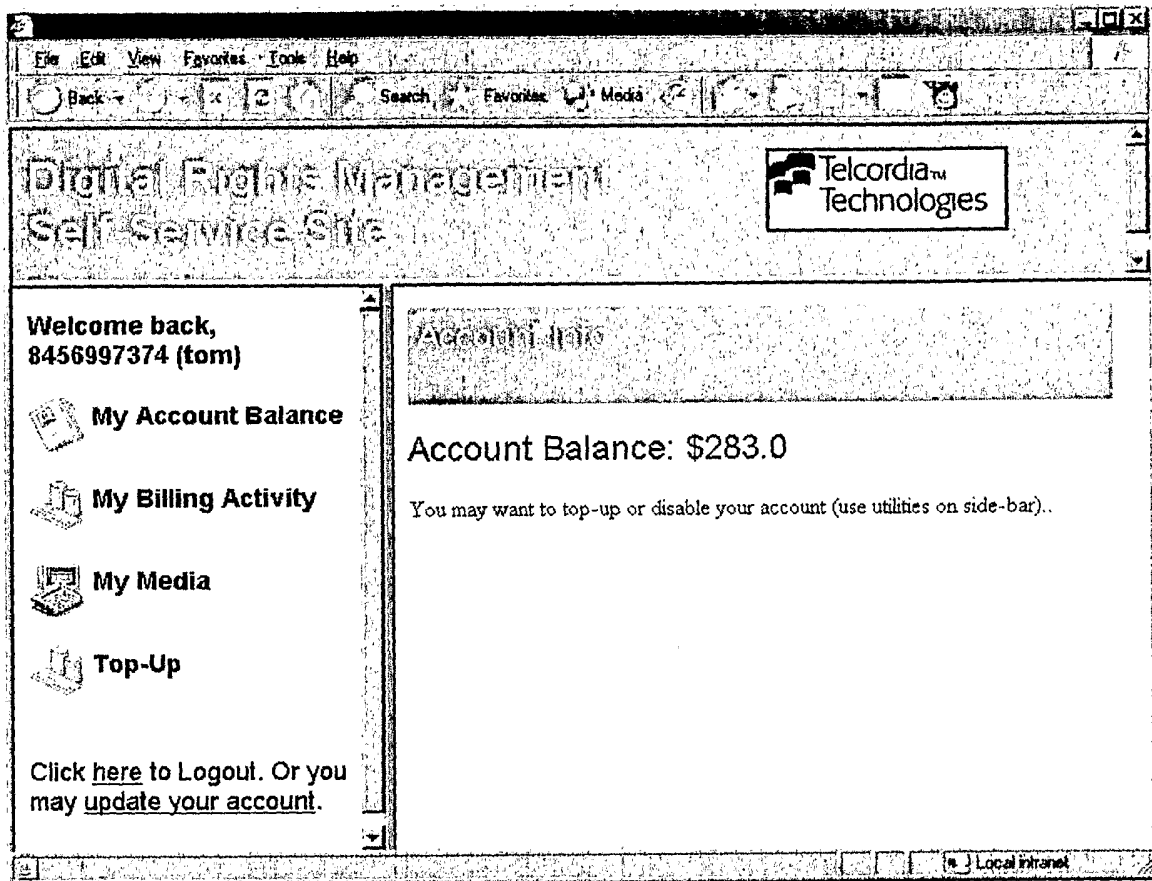 File Edit View Favorites Tools Help
Back Search Favorites Media
Digital Rights Management
Self Service Site
Telcordia™
Technologies
Welcome back,
8456997374 (tom)
My Account Balance
My Billing Activity
My Media
Top-Up
Click here to Logout. Or you
may update your account.
Account Info
Account Balance: $283.0
You may want to top-up or disable your account (use utilities on side-bar)..
Local intranet